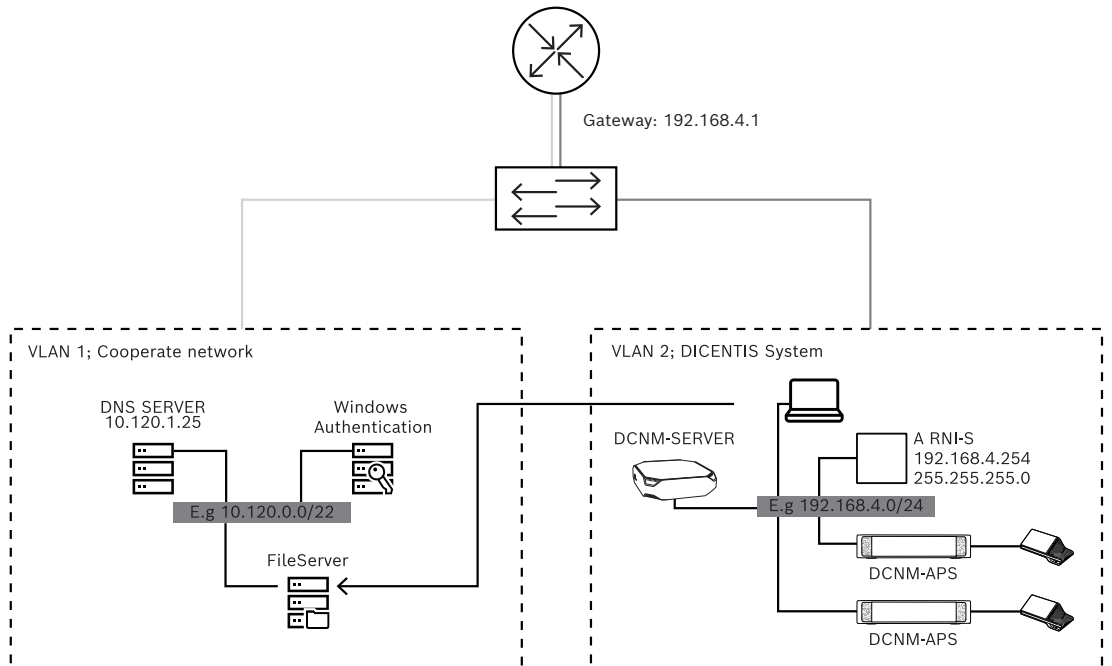 Gateway: 192.168.4.1
VLAN 1; Cooperate network
DNS SERVER
10.120.1.25
Windows
Authentication
E.g 10.120.0.0/22
FileServer
VLAN 2; DICENTIS System
DCNM-SERVER
A RNI-S
192.168.4.254
255.255.255.0
E.g 192.168.4.0/24
DCNM-APS
DCNM-APS